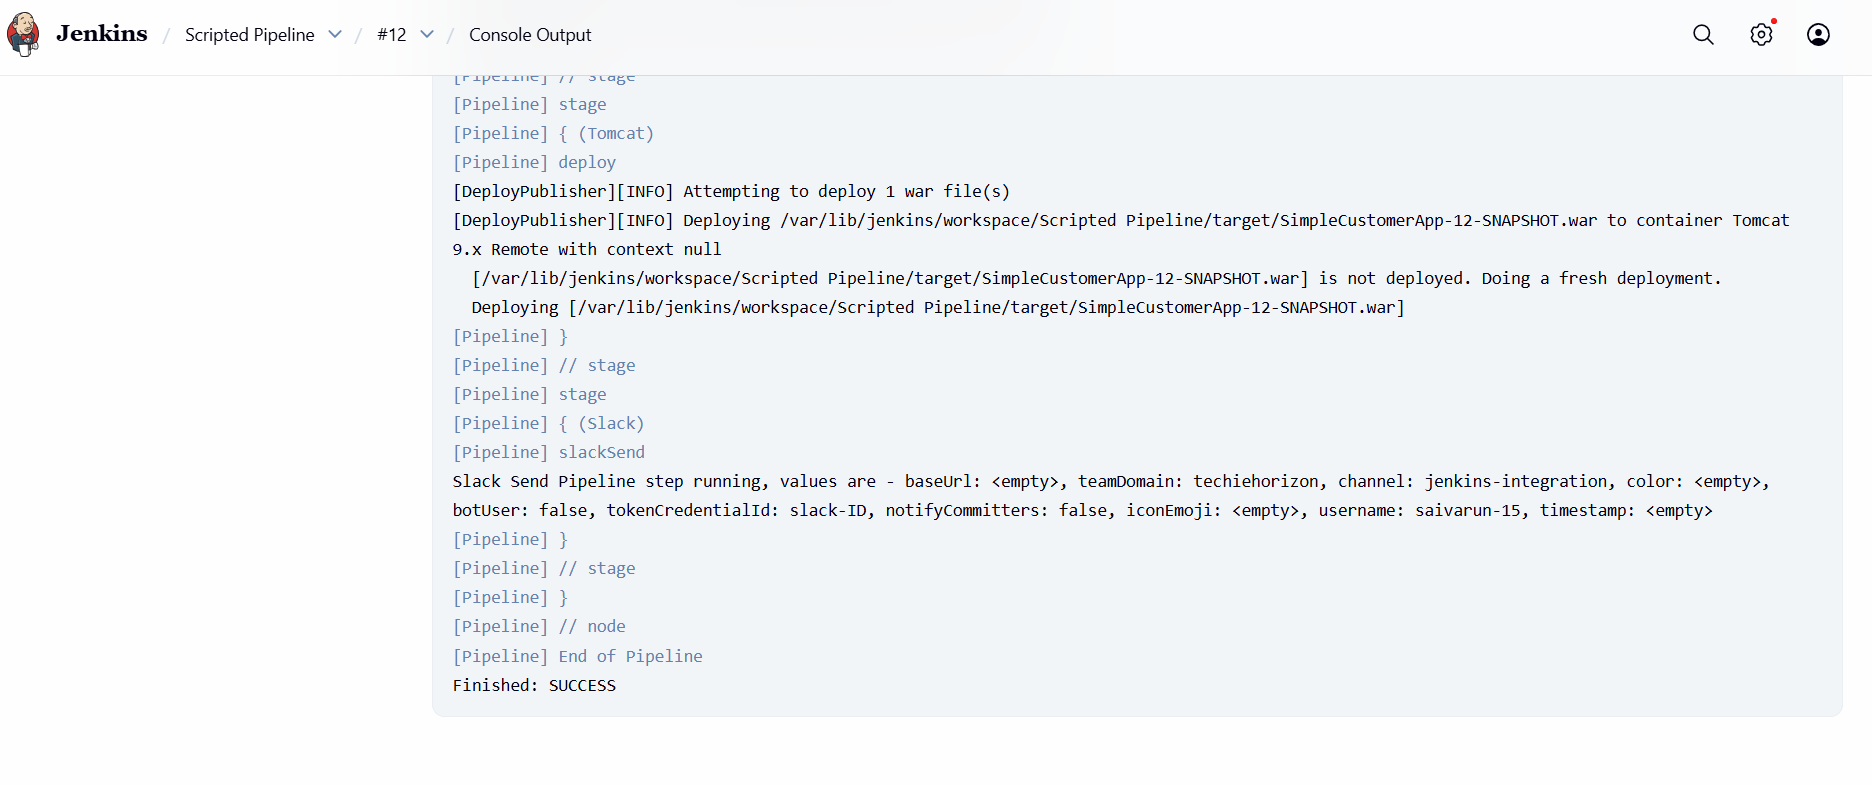 Jenkins / Scripted Pipeline / #12 / Console Output
[Pipeline] // stage
[Pipeline] stage
[Pipeline] { (Tomcat)
[Pipeline] deploy
[DeployPublisher][INFO] Attempting to deploy 1 war file(s)
[DeployPublisher][INFO] Deploying /var/lib/jenkins/workspace/Scripted Pipeline/target/SimpleCustomerApp-12-SNAPSHOT.war to container Tomcat
9.x Remote with context null
[/var/lib/jenkins/workspace/Scripted Pipeline/target/SimpleCustomerApp-12-SNAPSHOT.war] is not deployed. Doing a fresh deployment.
Deploying [/var/lib/jenkins/workspace/Scripted Pipeline/target/SimpleCustomerApp-12-SNAPSHOT.war]
[Pipeline] }
[Pipeline] // stage
[Pipeline] stage
[Pipeline] { (Slack)
[Pipeline] slackSend
Slack Send Pipeline step running, values are - baseUrl: <empty>, teamDomain: techiehorizon, channel: jenkins-integration, color: <empty>,
botUser: false, tokenCredentialId: slack-ID, notifyCommitters: false, iconEmoji: <empty>, username: saivarun-15, timestamp: <empty>
[Pipeline] }
[Pipeline] // stage
[Pipeline] }
[Pipeline] // node
[Pipeline] End of Pipeline
Finished: SUCCESS